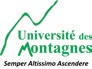 Université des
Montagnes
Semper Altissimo Ascendere